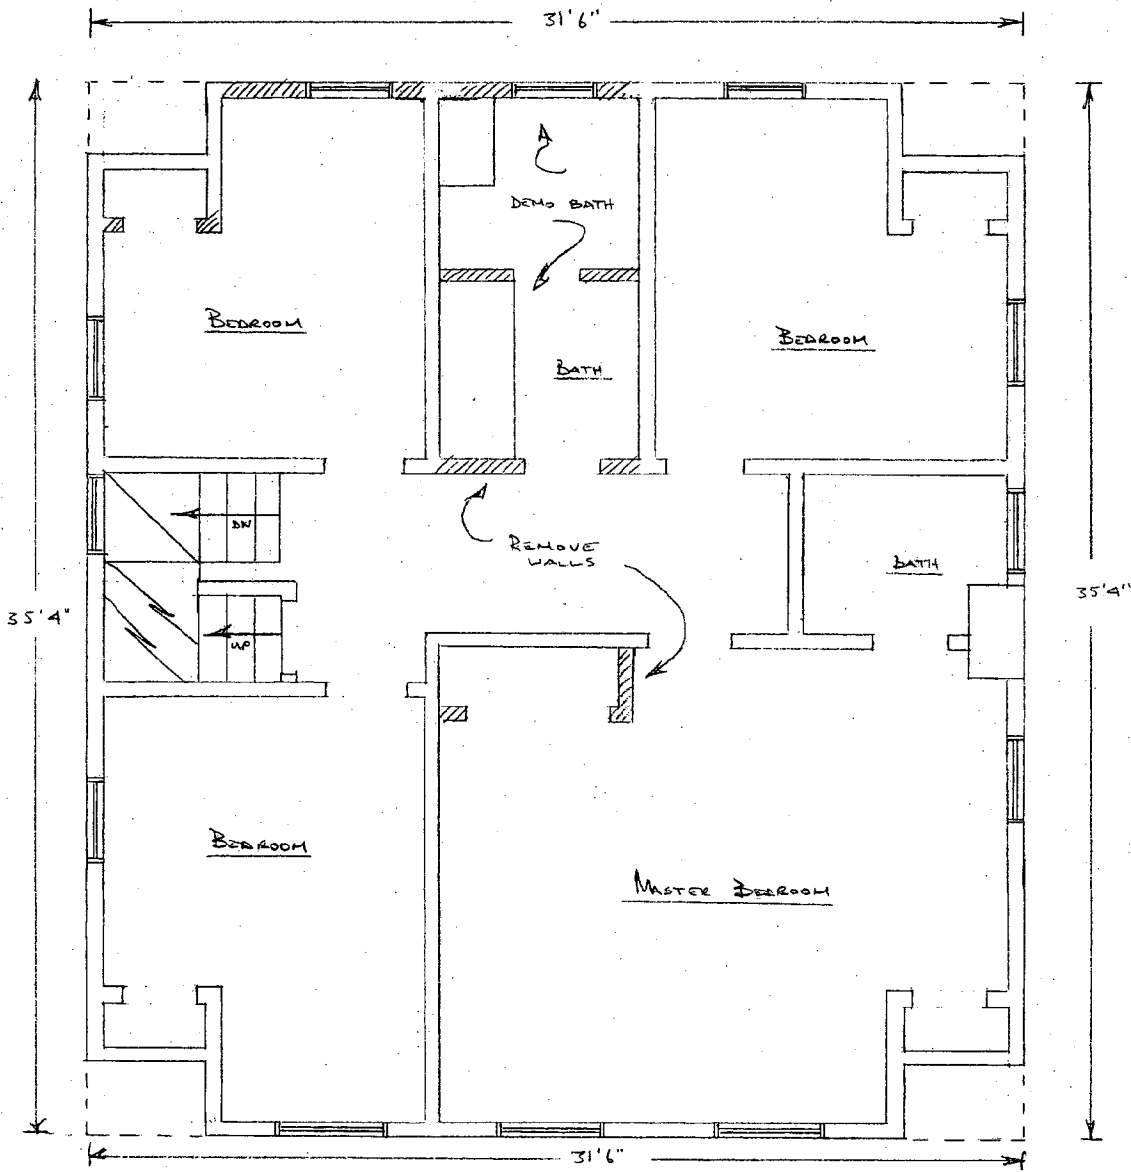 31'6"
DEMO BATH
BEDROOM
BEDROOM
BATH
DN
REMOVE
WALLS
BATH
35'4"
35'4"
UP
BEDROOM
MASTER BEDROOM
31'6"